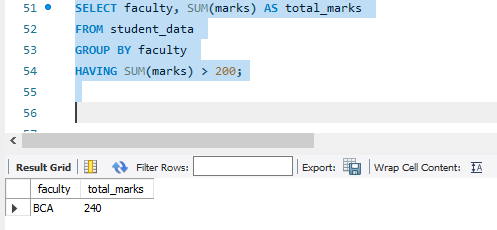 51 SELECT faculty, SUM(marks) AS total_marks
52 FROM student_data
53 GROUP BY faculty
54 HAVING SUM(marks) > 200;
55
56
Result Grid Filter Rows: Export: Wrap Cell Content: IA
faculty total_marks
BCA 240